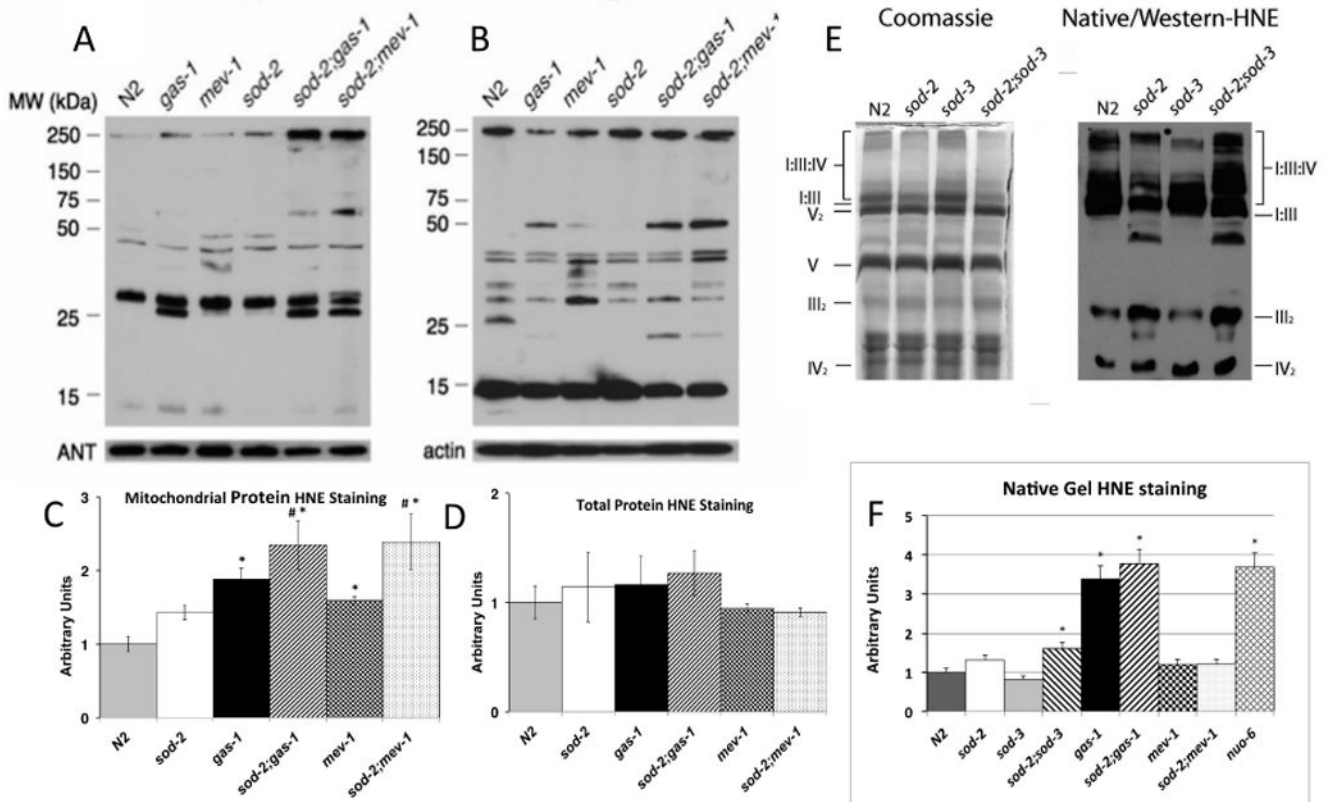 A
N2
gas-1
mev-1
sod-2
sod-2;gas-1
sod-2;mev-1
MW (kDa)
250
150
75
50
25
15
ANT
B
N2
gas-1
mev-1
sod-2
sod-2;gas-1
sod-2;mev-1
250
150
50
25
15
actin
E
Coomassie
Native/Western-HNE
N2
sod-2
sod-3
sod-2;sod-3
N2
sod-2
sod-3
sod-2;sod-3
I:III:IV
I:III
V2
V
III2
IV2
I:III:IV
I:III
III2
IV2
C
Mitochondrial Protein HNE Staining
Arbitrary Units
3
2
1
0
*
# *
*
# *
N2
sod-2
gas-1
sod-2;gas-1
mev-1
sod-2;mev-1
D
Total Protein HNE Staining
Arbitrary Units
2
1
0
N2
sod-2
gas-1
sod-2;gas-1
mev-1
sod-2;mev-1
F
Native Gel HNE staining
Arbitrary Units
5
4
3
2
1
0
*
*
*
*
N2
sod-2
sod-3
sod-2;sod-3
gas-1
sod-2;gas-1
mev-1
sod-2;mev-1
nuo-6